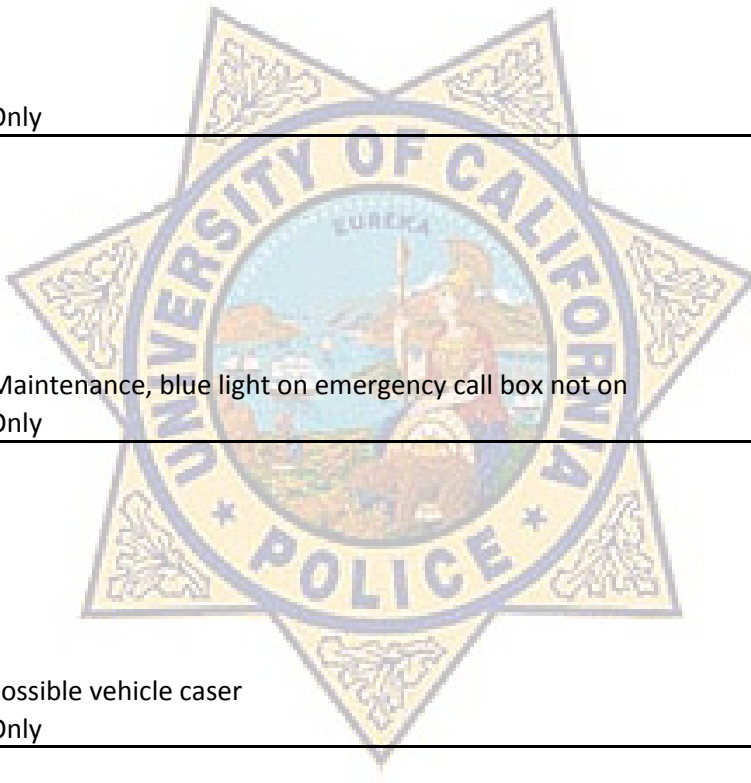 Only
UNIVERSITY OF CALIFORNIA
EUREKA
Maintenance, blue light on emergency call box not on
Only
POLICE
ossible vehicle caser
Only